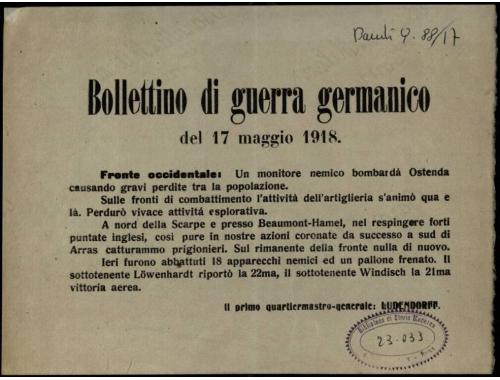 88/17
Bollettino di guerra germanico
del 17 maggio 1918.
Fronte occidentale: Un monitore nemico bombardà Ostenda
causando gravi perdite tra la popolazione.
Sulle fronti di combattimento l'attività dell'artiglieria s'animò qua e
là. Perdurò vivace attività esplorativa.
A nord della Scarpe e presso Beaumont-Hamel, nel respingere forti
puntate inglesi, così pure in nostre azioni coronate da successo a sud di
Arras catturammo prigionieri. Sul rimanente della fronte nulla di nuovo.
Ieri furono abbattuti 18 apparecchi nemici ed un pallone frenato. Il
sottotenente Löwenhardt riportò la 22ma, il sottotenente Windisch la 21ma
vittoria aerea.
Il primo quartiermastro-generale: LUDENDORFF.
Biblioteca di Storia Moderna
23.033